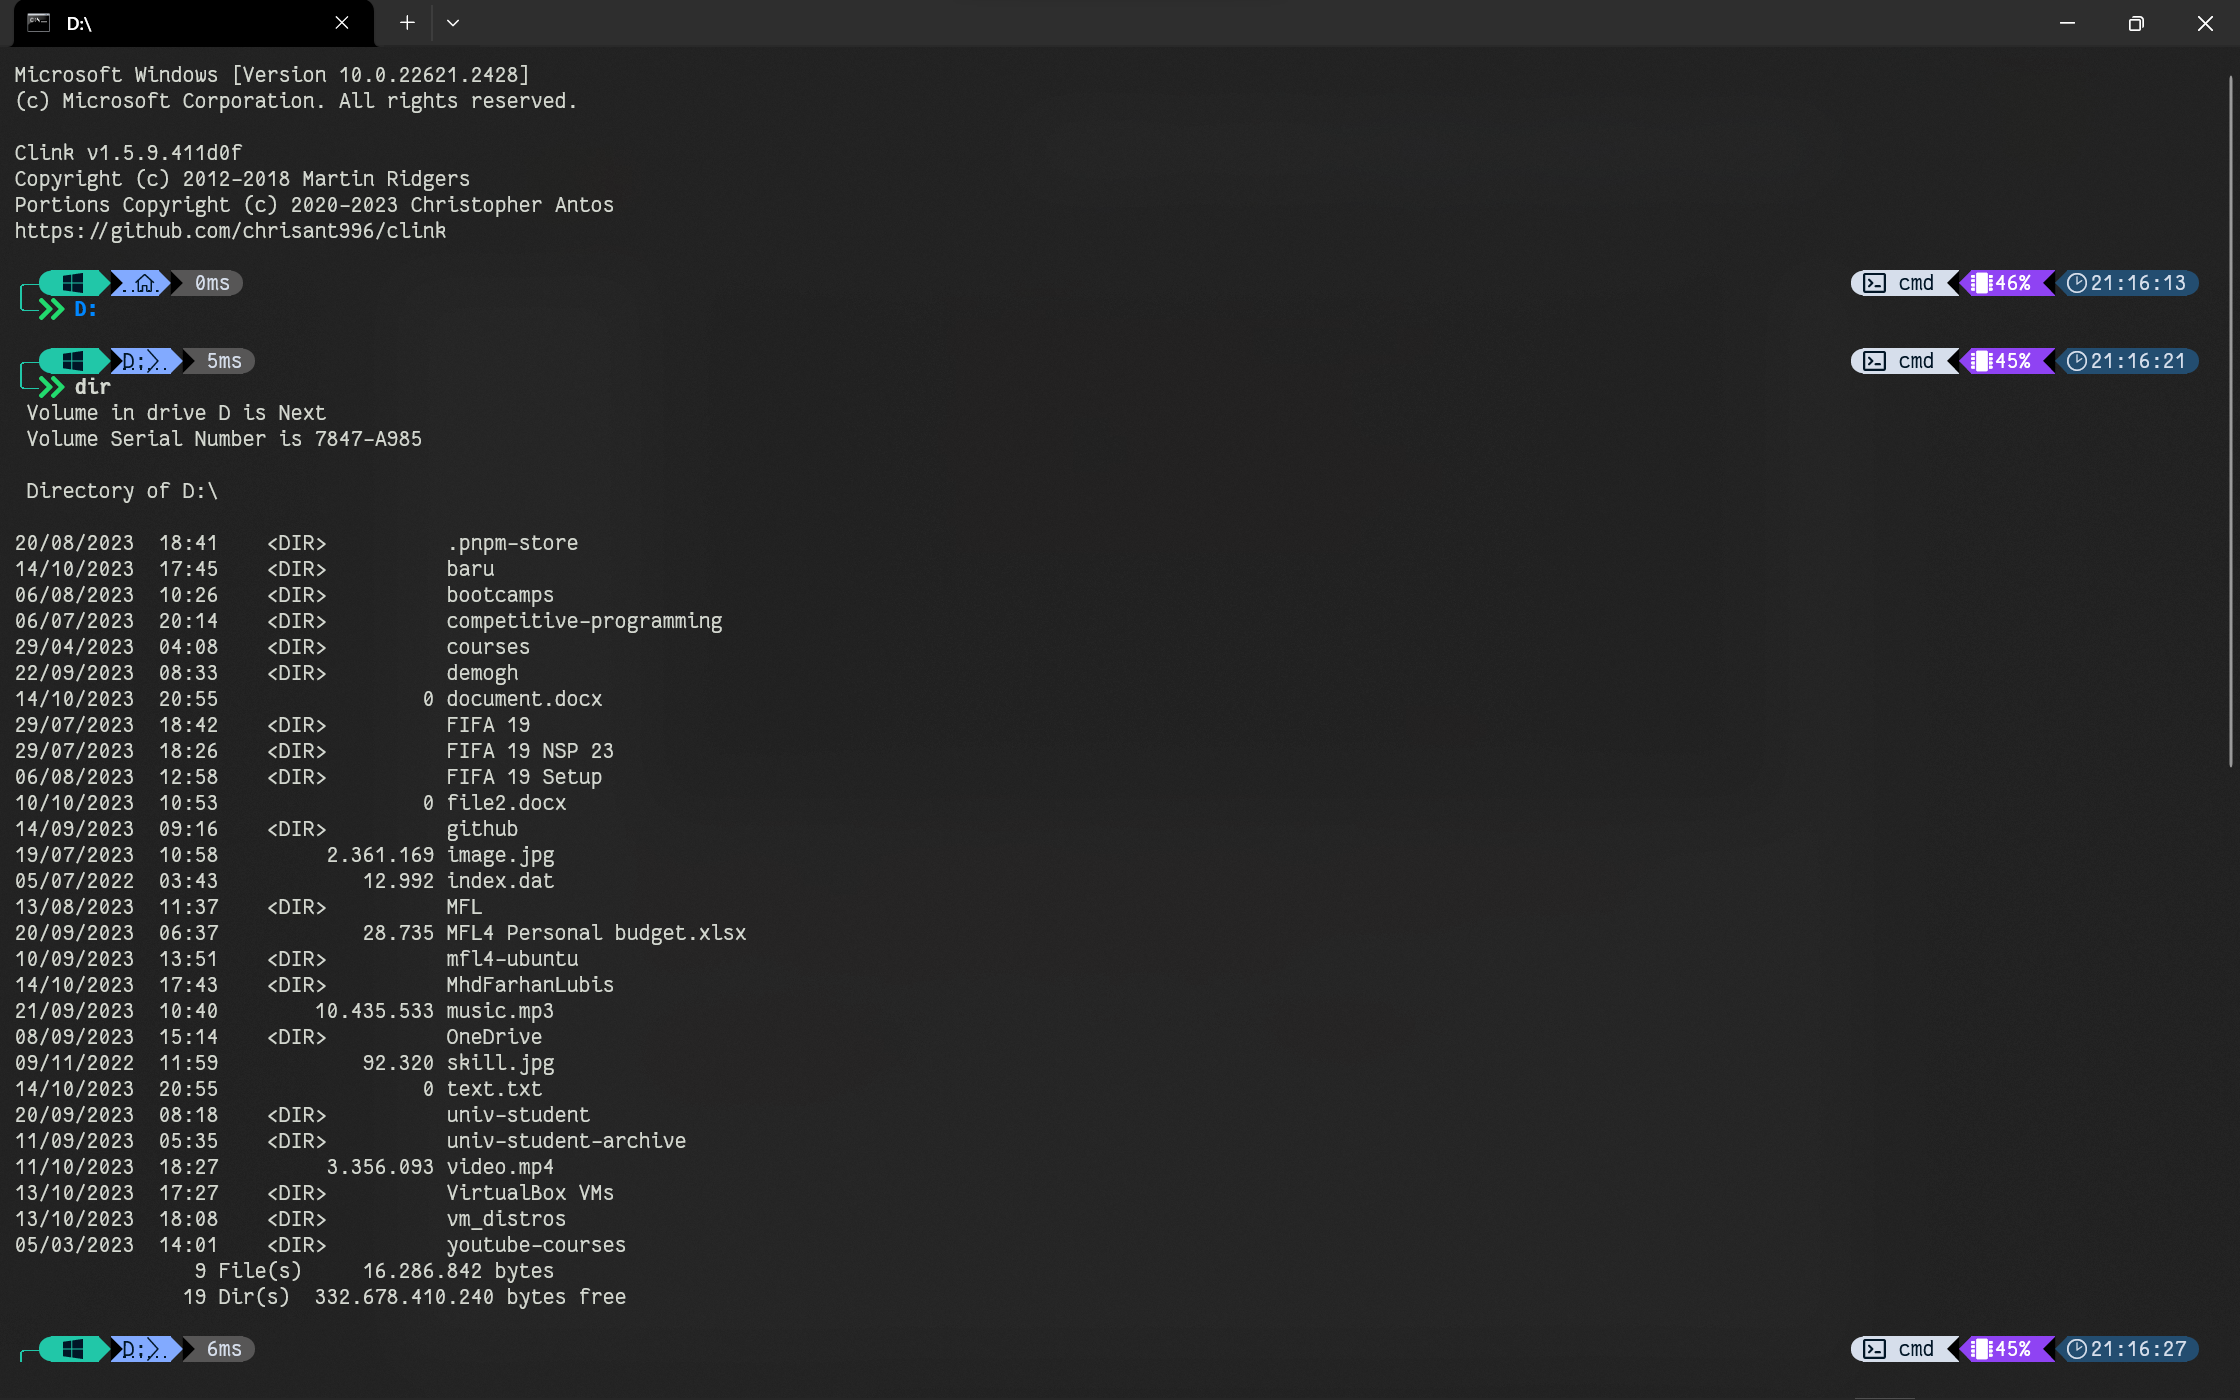 D:\
Microsoft Windows [Version 10.0.22621.2428]
(c) Microsoft Corporation. All rights reserved.
Clink v1.5.9.411d0f
Copyright (c) 2012-2018 Martin Ridgers
Portions Copyright (c) 2020-2023 Christopher Antos
https://github.com/chrisant996/clink
0ms cmd 46% 21:16:13
D:
D:\ 5ms cmd 45% 21:16:21
dir
Volume in drive D is Next
Volume Serial Number is 7847-A985
Directory of D:\
20/08/2023  18:41    <DIR>          .pnpm-store
14/10/2023  17:45    <DIR>          baru
06/08/2023  10:26    <DIR>          bootcamps
06/07/2023  20:14    <DIR>          competitive-programming
29/04/2023  04:08    <DIR>          courses
22/09/2023  08:33    <DIR>          demogh
14/10/2023  20:55                 0 document.docx
29/07/2023  18:42    <DIR>          FIFA 19
29/07/2023  18:26    <DIR>          FIFA 19 NSP 23
06/08/2023  12:58    <DIR>          FIFA 19 Setup
10/10/2023  10:53                 0 file2.docx
14/09/2023  09:16    <DIR>          github
19/07/2023  10:58         2.361.169 image.jpg
05/07/2022  03:43            12.992 index.dat
13/08/2023  11:37    <DIR>          MFL
20/09/2023  06:37            28.735 MFL4 Personal budget.xlsx
10/09/2023  13:51    <DIR>          mfl4-ubuntu
14/10/2023  17:43    <DIR>          MhdFarhanLubis
21/09/2023  10:40        10.435.533 music.mp3
08/09/2023  15:14    <DIR>          OneDrive
09/11/2022  11:59            92.320 skill.jpg
14/10/2023  20:55                 0 text.txt
20/09/2023  08:18    <DIR>          univ-student
11/09/2023  05:35    <DIR>          univ-student-archive
11/10/2023  18:27         3.356.093 video.mp4
13/10/2023  17:27    <DIR>          VirtualBox VMs
13/10/2023  18:08    <DIR>          vm_distros
05/03/2023  14:01    <DIR>          youtube-courses
9 File(s)     16.286.842 bytes
19 Dir(s)  332.678.410.240 bytes free
D:\ 6ms cmd 45% 21:16:27